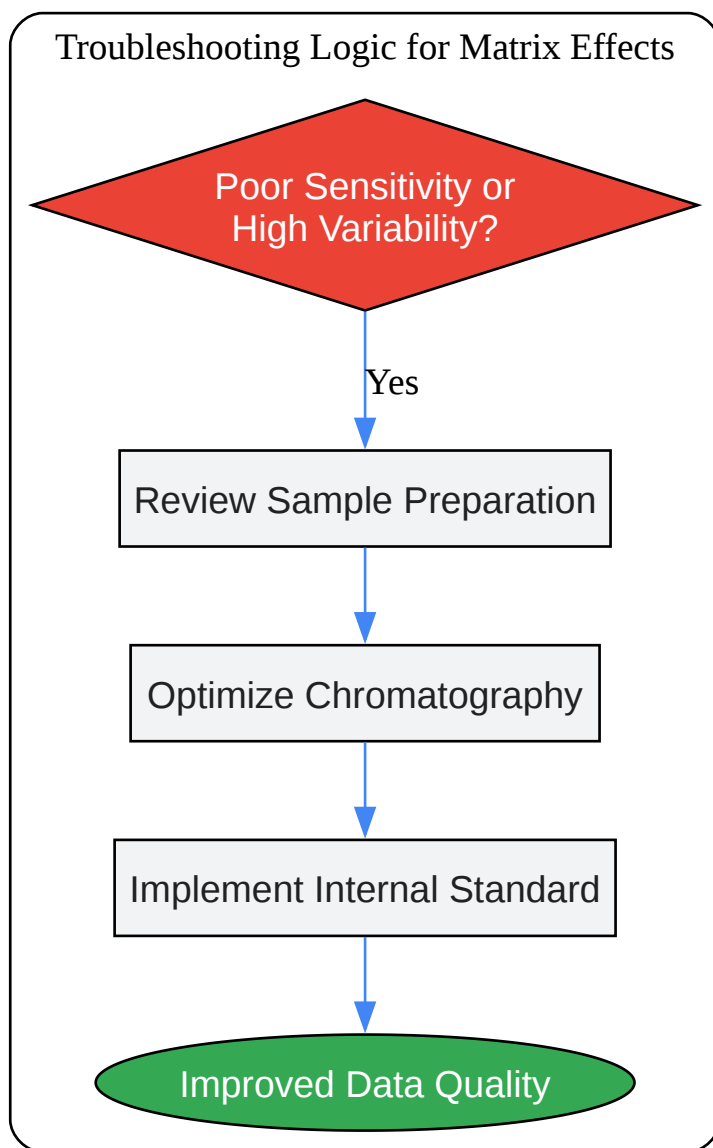 Troubleshooting Logic for Matrix Effects
Poor Sensitivity or
High Variability?
Yes
Review Sample Preparation
Optimize Chromatography
Implement Internal Standard
Improved Data Quality